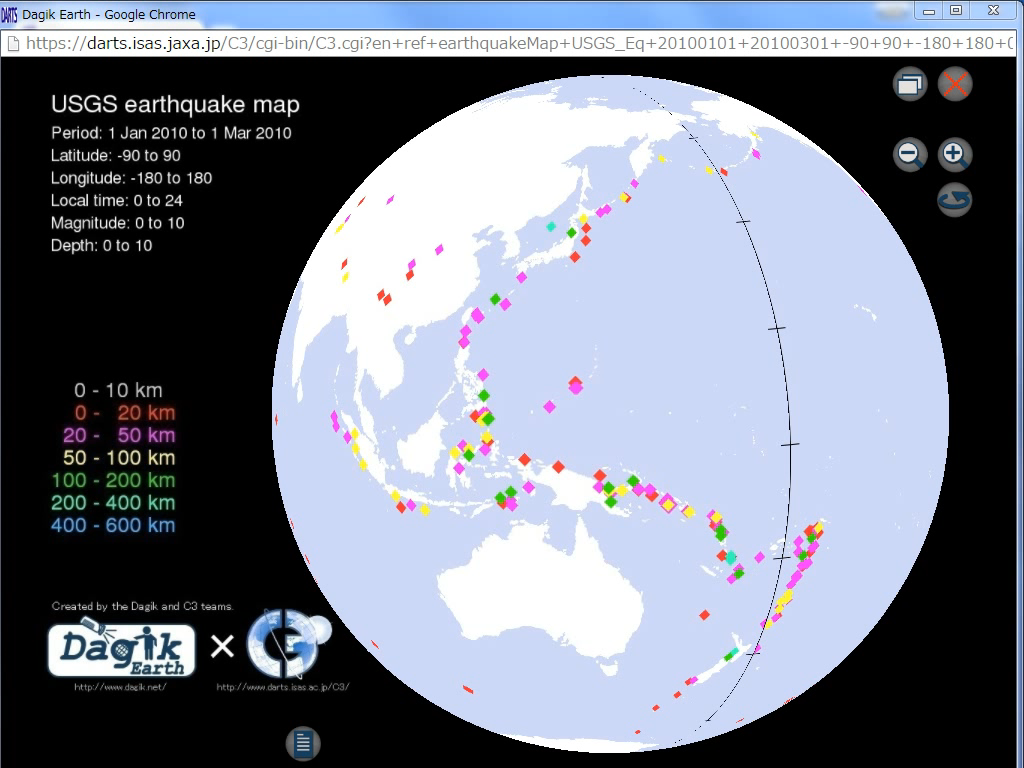 DARTS Dagik Earth - Google Chrome
https://darts.isas.jaxa.jp/C3/cgi-bin/C3.cgi?en+ref+earthquakeMap+USGS_Eq+20100101+20100301+-90+90+-180+180+0
USGS earthquake map
Period: 1 Jan 2010 to 1 Mar 2010
Latitude: -90 to 90
Longitude: -180 to 180
Local time: 0 to 24
Magnitude: 0 to 10
Depth: 0 to 10
0 - 10 km
0 - 20 km
20 - 50 km
50 - 100 km
100 - 200 km
200 - 400 km
400 - 600 km
Created by the Dagik and C3 teams.
Dagik Earth × C3
http://www.dagik.net/
http://www.darts.isas.ac.jp/C3/